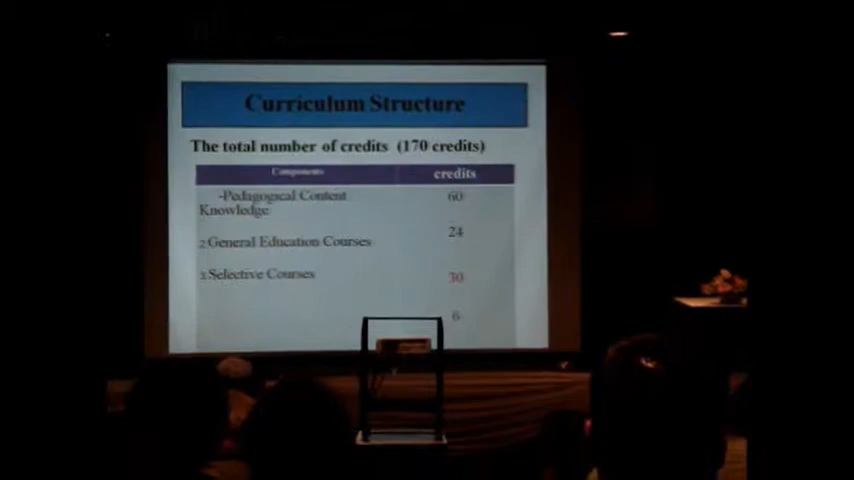 Curriculum Structure
The total number of credits (170 credits)
Components credits
-Pedagogical Content 60
Knowledge
24
2.General Education Courses
3.Selective Courses 30
6